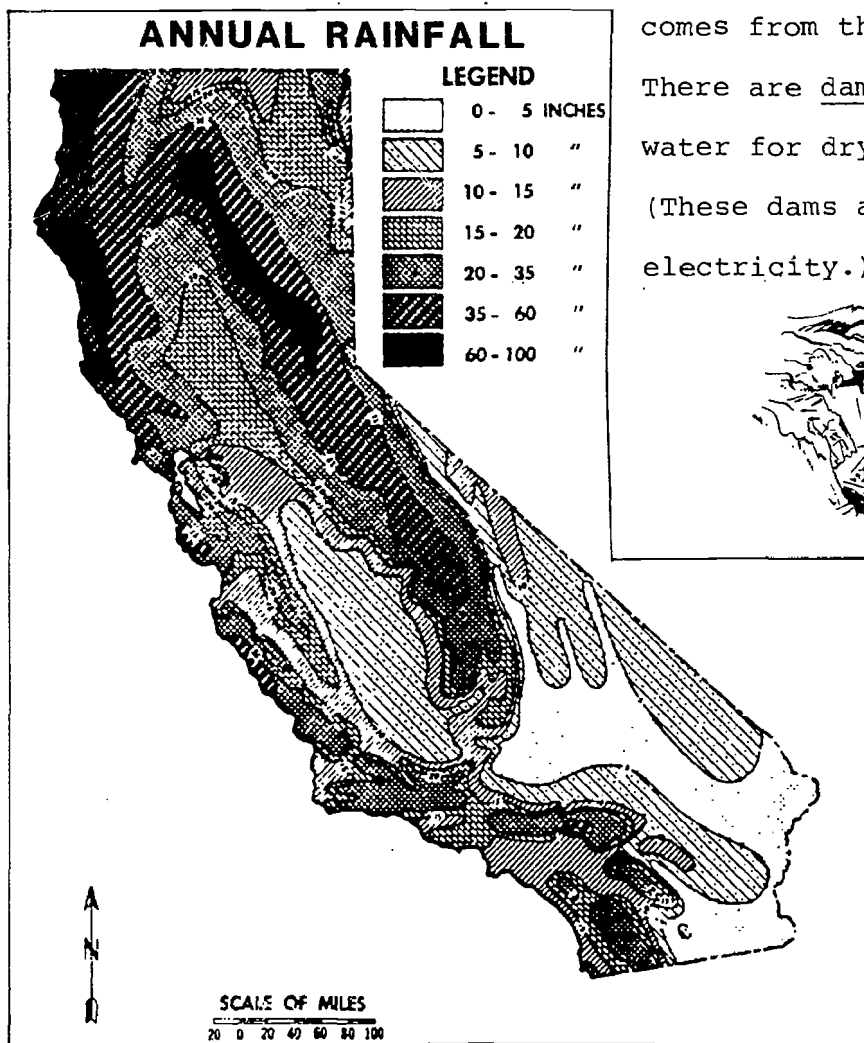 ANNUAL RAINFALL
LEGEND
0 - 5 INCHES
5 - 10 "
10 - 15 "
15 - 20 "
20 - 35 "
35 - 60 "
60 - 100 "
N
SCALE OF MILES
20 0 20 40 60 80 100
comes from th
There are dam
water for dry
(These dams a
electricity.)